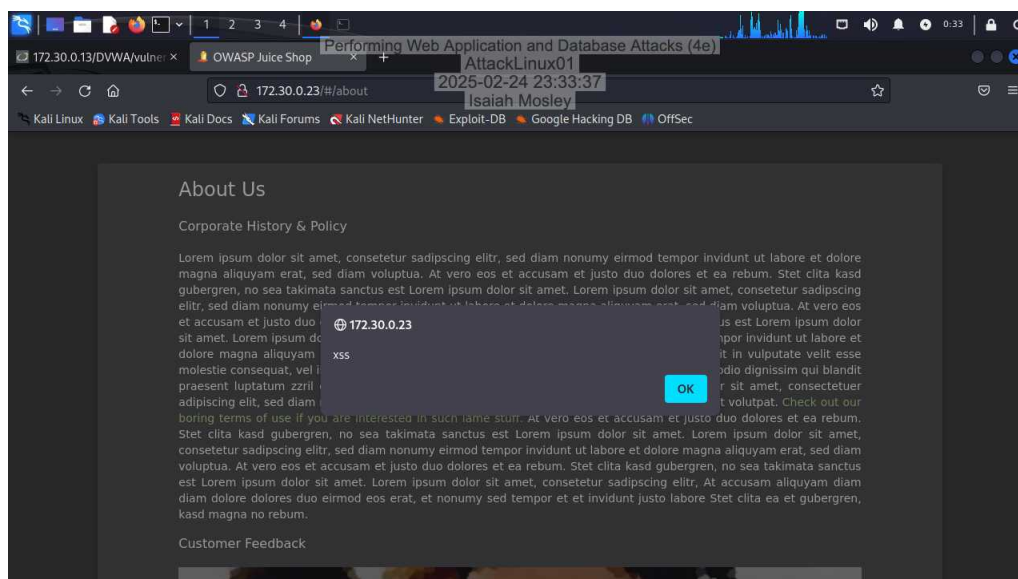 1 2 3 4
0:33
172.30.0.13/DVWA/vulner ×
OWASP Juice Shop × +
Performing Web Application and Database Attacks (4e)
AttackLinux01
2025-02-24 23:33:37
Isaiah Mosley
172.30.0.23/#/about
Kali Linux Kali Tools Kali Docs Kali Forums Kali NetHunter Exploit-DB Google Hacking DB OffSec
About Us
Corporate History & Policy
Lorem ipsum dolor sit amet, consetetur sadipscing elitr, sed diam nonumy eirmod tempor invidunt ut labore et dolore
magna aliquyam erat, sed diam voluptua. At vero eos et accusam et justo duo dolores et ea rebum. Stet clita kasd
gubergren, no sea takimata sanctus est Lorem ipsum dolor sit amet. Lorem ipsum dolor sit amet, consetetur sadipscing
elitr, sed diam nonumy eirmod tempor invidunt ut labore et dolore magna aliquyam erat, sed diam voluptua. At vero eos
et accusam et justo duo us est Lorem ipsum dolor
sit amet. Lorem ipsum do por invidunt ut labore et
dolore magna aliquyam it in vulputate velit esse
molestie consequat, vel i odio dignissim qui blandit
praesent luptatum zzril r sit amet, consectetuer
adipiscing elit, sed diam t volutpat. Check out our
boring terms of use if you are interested in such lame stuff. At vero eos et accusam et justo duo dolores et ea rebum.
Stet clita kasd gubergren, no sea takimata sanctus est Lorem ipsum dolor sit amet. Lorem ipsum dolor sit amet,
consetetur sadipscing elitr, sed diam nonumy eirmod tempor invidunt ut labore et dolore magna aliquyam erat, sed diam
voluptua. At vero eos et accusam et justo duo dolores et ea rebum. Stet clita kasd gubergren, no sea takimata sanctus
est Lorem ipsum dolor sit amet. Lorem ipsum dolor sit amet, consetetur sadipscing elitr, At accusam aliquyam diam
diam dolore dolores duo eirmod eos erat, et nonumy sed tempor et et invidunt justo labore Stet clita ea et gubergren,
kasd magna no rebum.
172.30.0.23
xss
OK
Customer Feedback